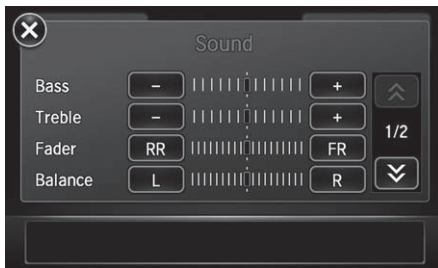 Sound
Bass - +
Treble - +
Fader RR FR
Balance L R
1/2